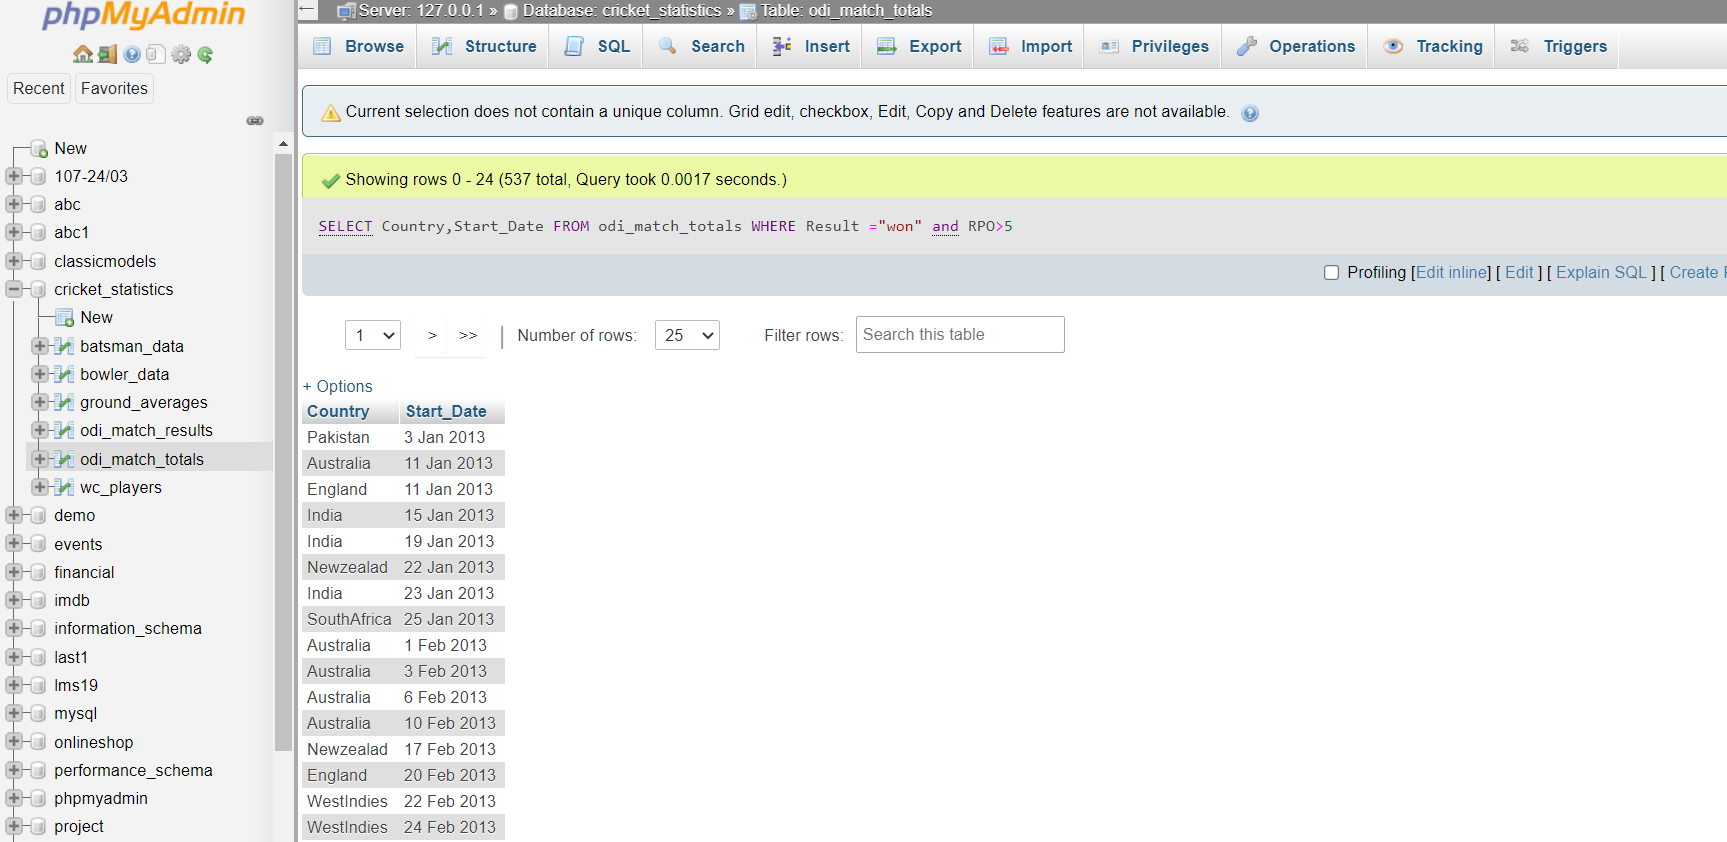 phpMyAdmin
Recent
Favorites
New
107-24/03
abc
abc1
classicmodels
cricket_statistics
New
batsman_data
bowler_data
ground_averages
odi_match_results
odi_match_totals
wc_players
demo
events
financial
imdb
information_schema
last1
lms19
mysql
onlineshop
performance_schema
phpmyadmin
project
Server: 127.0.0.1 » Database: cricket_statistics » Table: odi_match_totals
Browse Structure SQL Search Insert Export Import Privileges Operations Tracking Triggers
Current selection does not contain a unique column. Grid edit, checkbox, Edit, Copy and Delete features are not available.
Showing rows 0 - 24 (537 total, Query took 0.0017 seconds.)
SELECT Country,Start_Date FROM odi_match_totals WHERE Result ="won" and RPO>5
Profiling [Edit inline] [ Edit ] [ Explain SQL ] [ Create
1 > >> | Number of rows: 25 Filter rows: Search this table
+ Options
Country Start_Date
Pakistan 3 Jan 2013
Australia 11 Jan 2013
England 11 Jan 2013
India 15 Jan 2013
India 19 Jan 2013
Newzealad 22 Jan 2013
India 23 Jan 2013
SouthAfrica 25 Jan 2013
Australia 1 Feb 2013
Australia 3 Feb 2013
Australia 6 Feb 2013
Australia 10 Feb 2013
Newzealad 17 Feb 2013
England 20 Feb 2013
WestIndies 22 Feb 2013
WestIndies 24 Feb 2013